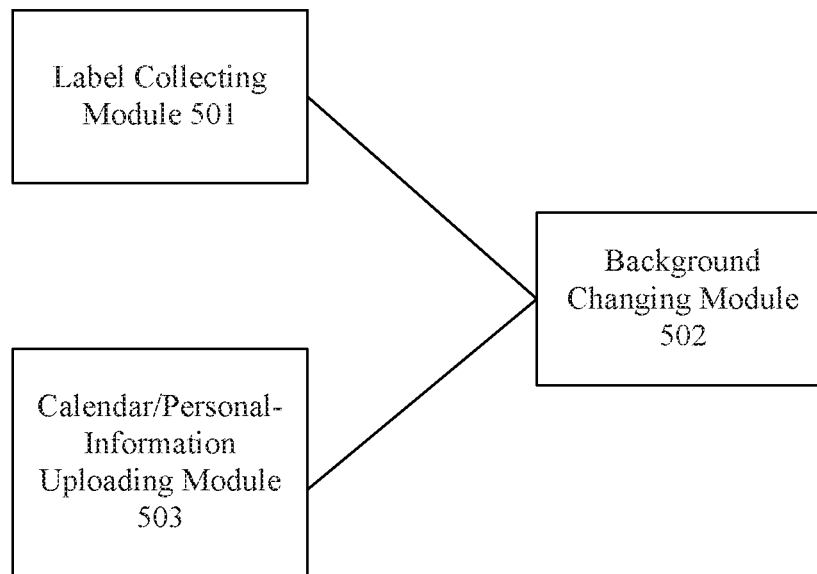 Label Collecting
Module 501
Background
Changing Module
502
Calendar/Personal-
Information
Uploading Module
503